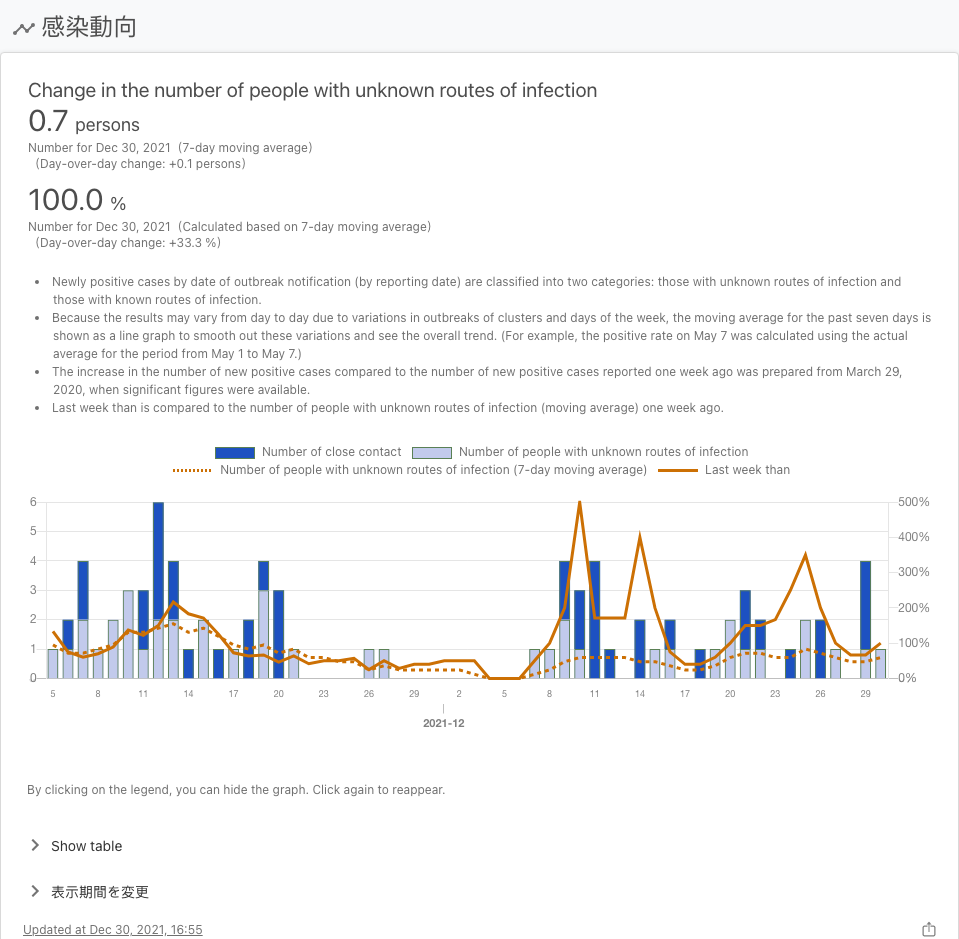 感染動向
Change in the number of people with unknown routes of infection
0.7 persons
Number for Dec 30, 2021 (7-day moving average)
(Day-over-day change: +0.1 persons)
100.0 %
Number for Dec 30, 2021 (Calculated based on 7-day moving average)
(Day-over-day change: +33.3 %)
• Newly positive cases by date of outbreak notification (by reporting date) are classified into two categories: those with unknown routes of infection and
those with known routes of infection.
• Because the results may vary from day to day due to variations in outbreaks of clusters and days of the week, the moving average for the past seven days is
shown as a line graph to smooth out these variations and see the overall trend. (For example, the positive rate on May 7 was calculated using the actual
average for the period from May 1 to May 7.)
• The increase in the number of new positive cases compared to the number of new positive cases reported one week ago was prepared from March 29,
2020, when significant figures were available.
• Last week than is compared to the number of people with unknown routes of infection (moving average) one week ago.
Number of close contact Number of people with unknown routes of infection
Number of people with unknown routes of infection (7-day moving average) Last week than
6 500%
5 400%
4 300%
3 200%
2 100%
1 0%
0
5 8 11 14 17 20 23 26 29 2 5 8 11 14 17 20 23 26 29
2021-12
By clicking on the legend, you can hide the graph. Click again to reappear.
Show table
表示期間を変更
Updated at Dec 30, 2021, 16:55